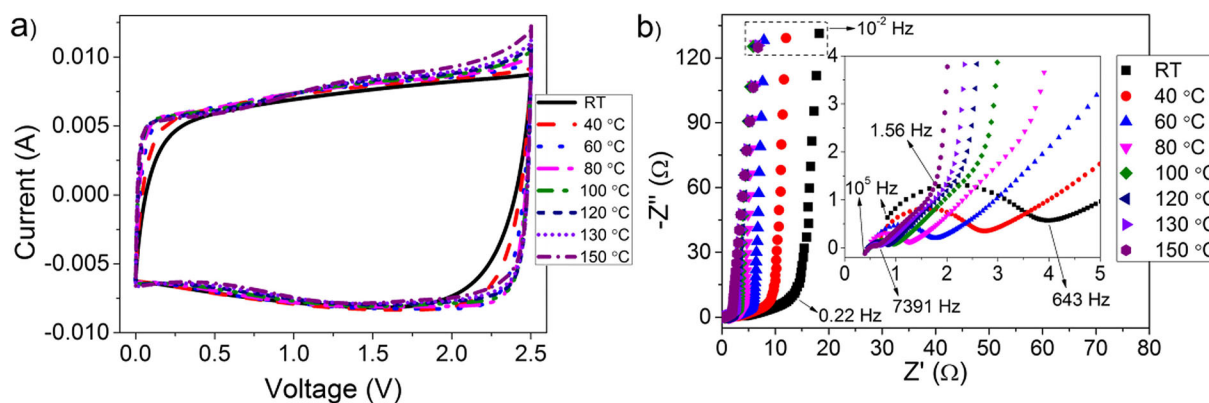 a)
0.010
0.005
0.000
-0.005
-0.010
Current (A)
0.0 0.5 1.0 1.5 2.0 2.5
Voltage (V)
RT
40 °C
60 °C
80 °C
100 °C
120 °C
130 °C
150 °C
b)
120
90
60
30
0
-Z" (Ω)
0 10 20 30 40 50 60 70 80
Z' (Ω)
10-2 Hz
0.22 Hz
4
3
2
1
0
0 1 2 3 4 5
1.56 Hz
105 Hz
7391 Hz
643 Hz
RT
40 °C
60 °C
80 °C
100 °C
120 °C
130 °C
150 °C